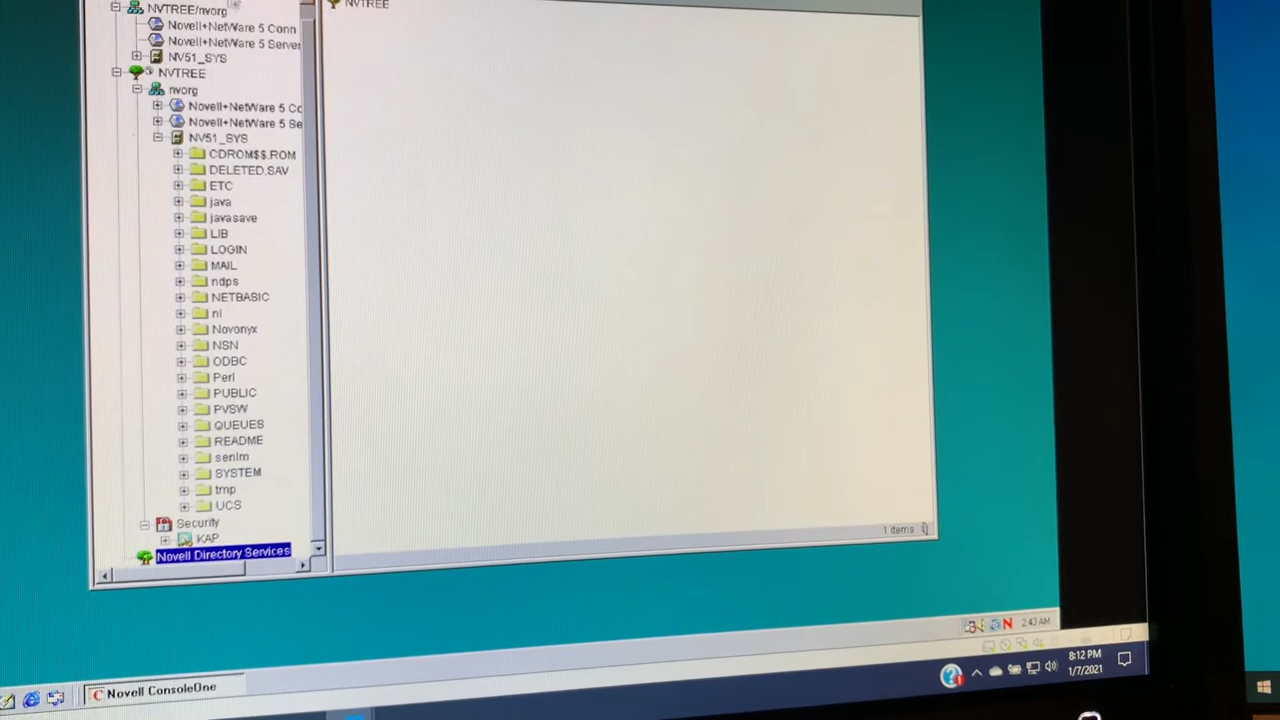 NVTREE/nvorg
NVTREE
Novell+NetWare 5 Conn
Novell+NetWare 5 Server
NV51_SYS
NVTREE
nvorg
Novell+NetWare 5 Co
Novell+NetWare 5 Se
NV51_SYS
CDROM$$.ROM
DELETED.SAV
ETC
java
javasave
LIB
LOGIN
MAIL
ndps
NETBASIC
nl
Novonyx
NSN
ODBC
Perl
PUBLIC
PVSW
QUEUES
README
senlm
SYSTEM
tmp
UCS
Security
KAP
Novell Directory Services
1 items
N
2:43 AM
C Novell ConsoleOne
8:12 PM
1/7/2021